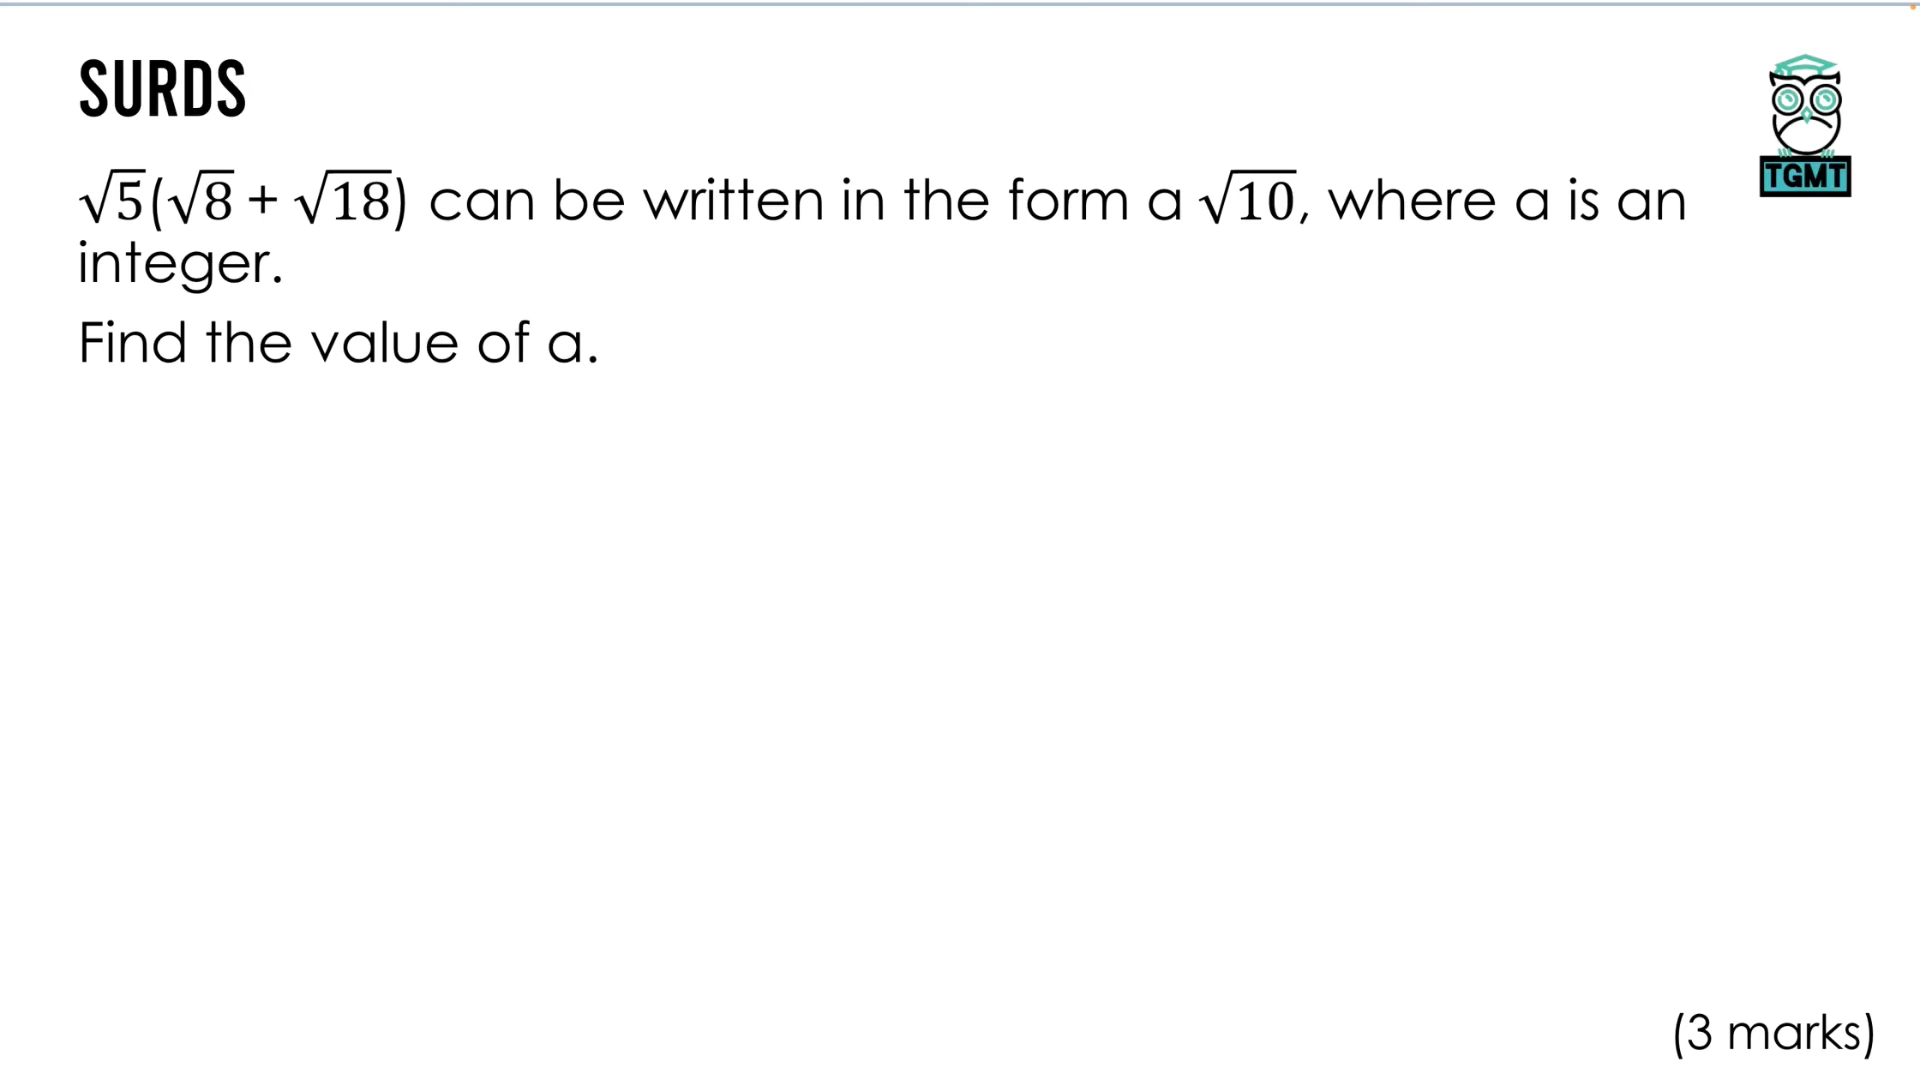 SURDS
√5(√8 + √18) can be written in the form a √10, where a is an
integer.
Find the value of a.
TGMT
(3 marks)